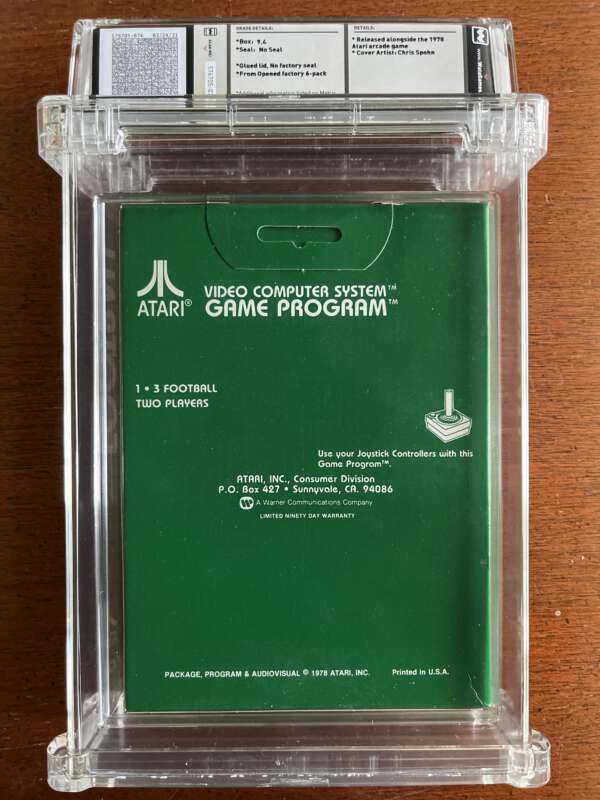 GRADE DETAILS:
*Box: 9.4
*Seal: No Seal
*Glued lid, No factory seal
*From Opened factory 6-pack
DETAILS:
* Released alongside the 1978
Atari arcade game
* Cover Artist: Chris Spohn
VIDEO COMPUTER SYSTEM™
ATARI® GAME PROGRAM™
1 • 3 FOOTBALL
TWO PLAYERS
Use your Joystick Controllers with this
Game Program™.
ATARI, INC., Consumer Division
P.O. Box 427 • Sunnyvale, CA. 94086
A Warner Communications Company
LIMITED NINETY DAY WARRANTY
PACKAGE, PROGRAM & AUDIOVISUAL © 1978 ATARI, INC. Printed in U.S.A.